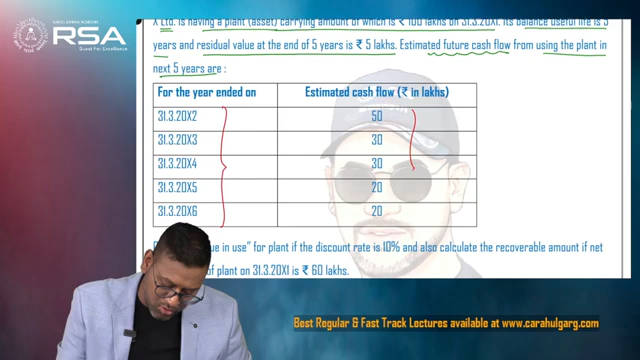 RSA
Quest For Excellence
X Ltd. is having a plant (asset) carrying amount of which is ₹ 100 lakhs on 31.3.20X1. Its balance useful life is 5
years and residual value at the end of 5 years is ₹ 5 lakhs. Estimated future cash flow from using the plant in
next 5 years are :
For the year ended on Estimated cash flow (₹ in lakhs)
31.3.20X2 50
31.3.20X3 30
31.3.20X4 30
31.3.20X5 20
31.3.20X6 20
use” for plant if the discount rate is 10% and also calculate the recoverable amount if net
of plant on 31.3.20X1 is ₹ 60 lakhs.
Best Regular & Fast Track Lectures available at www.carahulgarg.com